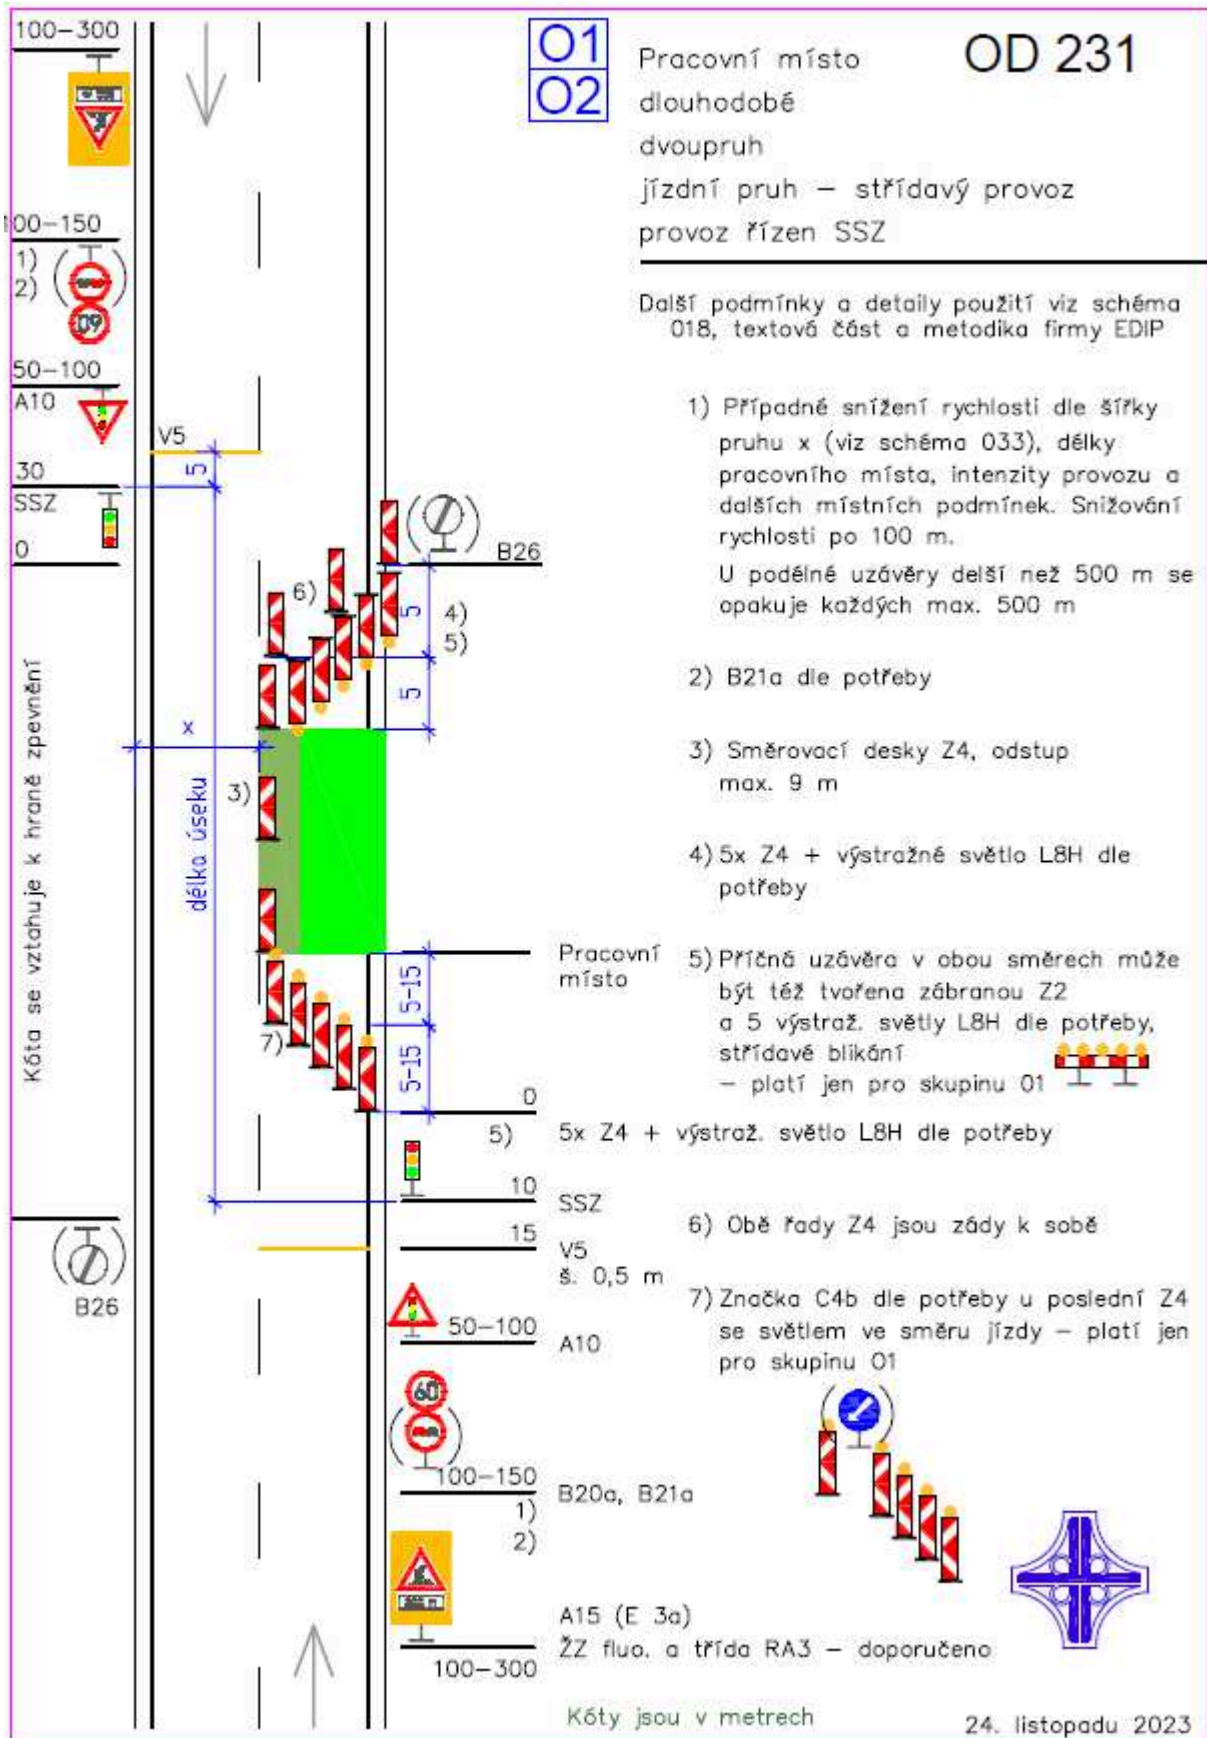 O1
O2
Pracovní místo
OD 231
dlouhodobé
dvoupruh
jízdní pruh – střídavý provoz
provoz řízen SSZ
Další podmínky a detaily použití viz schéma
018, textová část a metodika firmy EDIP
1) Případné snížení rychlosti dle šířky
pruhu x (viz schéma 033), délky
pracovního místa, intenzity provozu a
dalších místních podmínek. Snižování
rychlosti po 100 m.
U podélné uzávěry delší než 500 m se
opakuje každých max. 500 m
2) B21a dle potřeby
3) Směrovací desky Z4, odstup
max. 9 m
4) 5x Z4 + výstražné světlo L8H dle
potřeby
5) Příčná uzávěra v obou směrech může
být též tvořena zábranou Z2
a 5 výstraž. světly L8H dle potřeby,
střídavé blikání
– platí jen pro skupinu O1
6) Obě řady Z4 jsou zády k sobě
7) Značka C4b dle potřeby u poslední Z4
se světlem ve směru jízdy – platí jen
pro skupinu O1
100–300
00–150
1)
2)
60
50–100
A10
V5
5
30
SSZ
0
B26
6)
5
4)
5)
5
x
3)
délka úseku
Kóta se vztahuje k hraně zpevnění
Pracovní
místo
5-15
7)
5-15
0
5)
5x Z4 + výstraž. světlo L8H dle potřeby
10
SSZ
15
V5
š. 0,5 m
B26
50–100
A10
60
100–150
B20a, B21a
1)
2)
A15 (E 3a)
ŽZ fluo. a třída RA3 – doporučeno
100–300
Kóty jsou v metrech
24. listopadu 2023